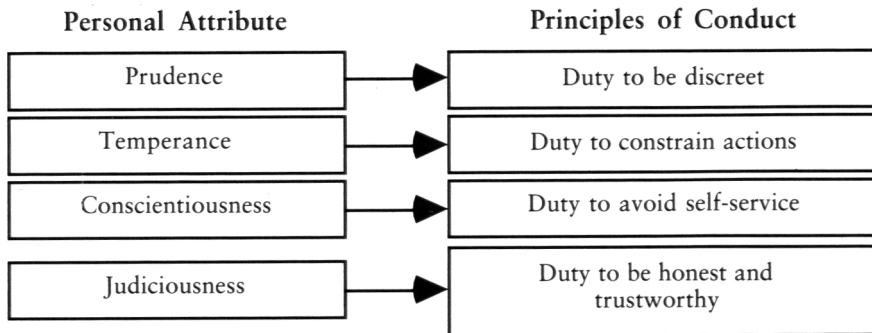 Personal Attribute
Principles of Conduct
Prudence
Duty to be discreet
Temperance
Duty to constrain actions
Conscientiousness
Duty to avoid self-service
Judiciousness
Duty to be honest and
trustworthy